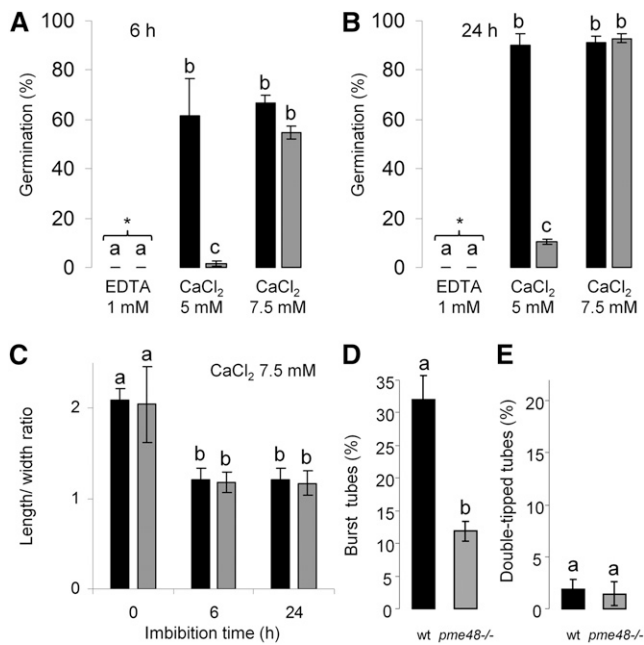 A
6 h
Germination (%)
100
80
60
40
20
0
*
a a
b
c
b
b
EDTA
1 mM
CaCl₂
5 mM
CaCl₂
7.5 mM
B
24 h
Germination (%)
100
80
60
40
20
0
*
a a
b
c
b b
EDTA
1 mM
CaCl₂
5 mM
CaCl₂
7.5 mM
C
CaCl₂ 7.5 mM
Length/ width ratio
2
1
0
a a
b b
b b
0 6 24
Imbibition time (h)
D
Burst tubes (%)
35
30
25
20
15
10
5
0
a
b
wt pme48-/-
E
Double-tipped tubes (%)
20
15
10
5
0
a a
wt pme48-/-